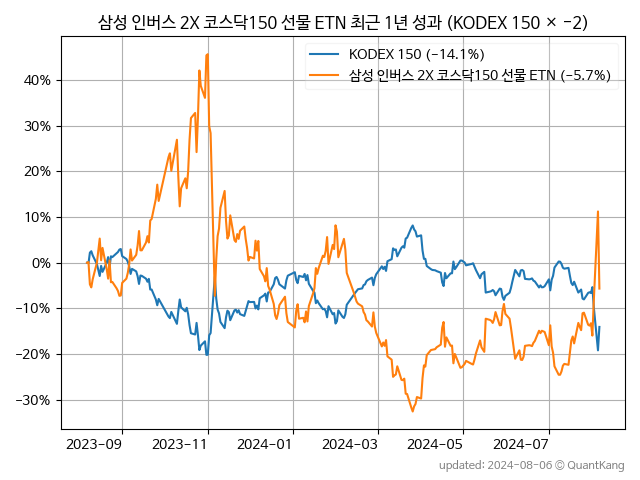 삼성 인버스 2X 코스닥150 선물 ETN 최근 1년 성과 (KODEX 150 × −2)
KODEX 150 (−14.1%)
삼성 인버스 2X 코스닥150 선물 ETN (−5.7%)
40%
30%
20%
10%
0%
−10%
−20%
−30%
2023-09 2023-11 2024-01 2024-03 2024-05 2024-07
updated: 2024-08-06 © QuantKang